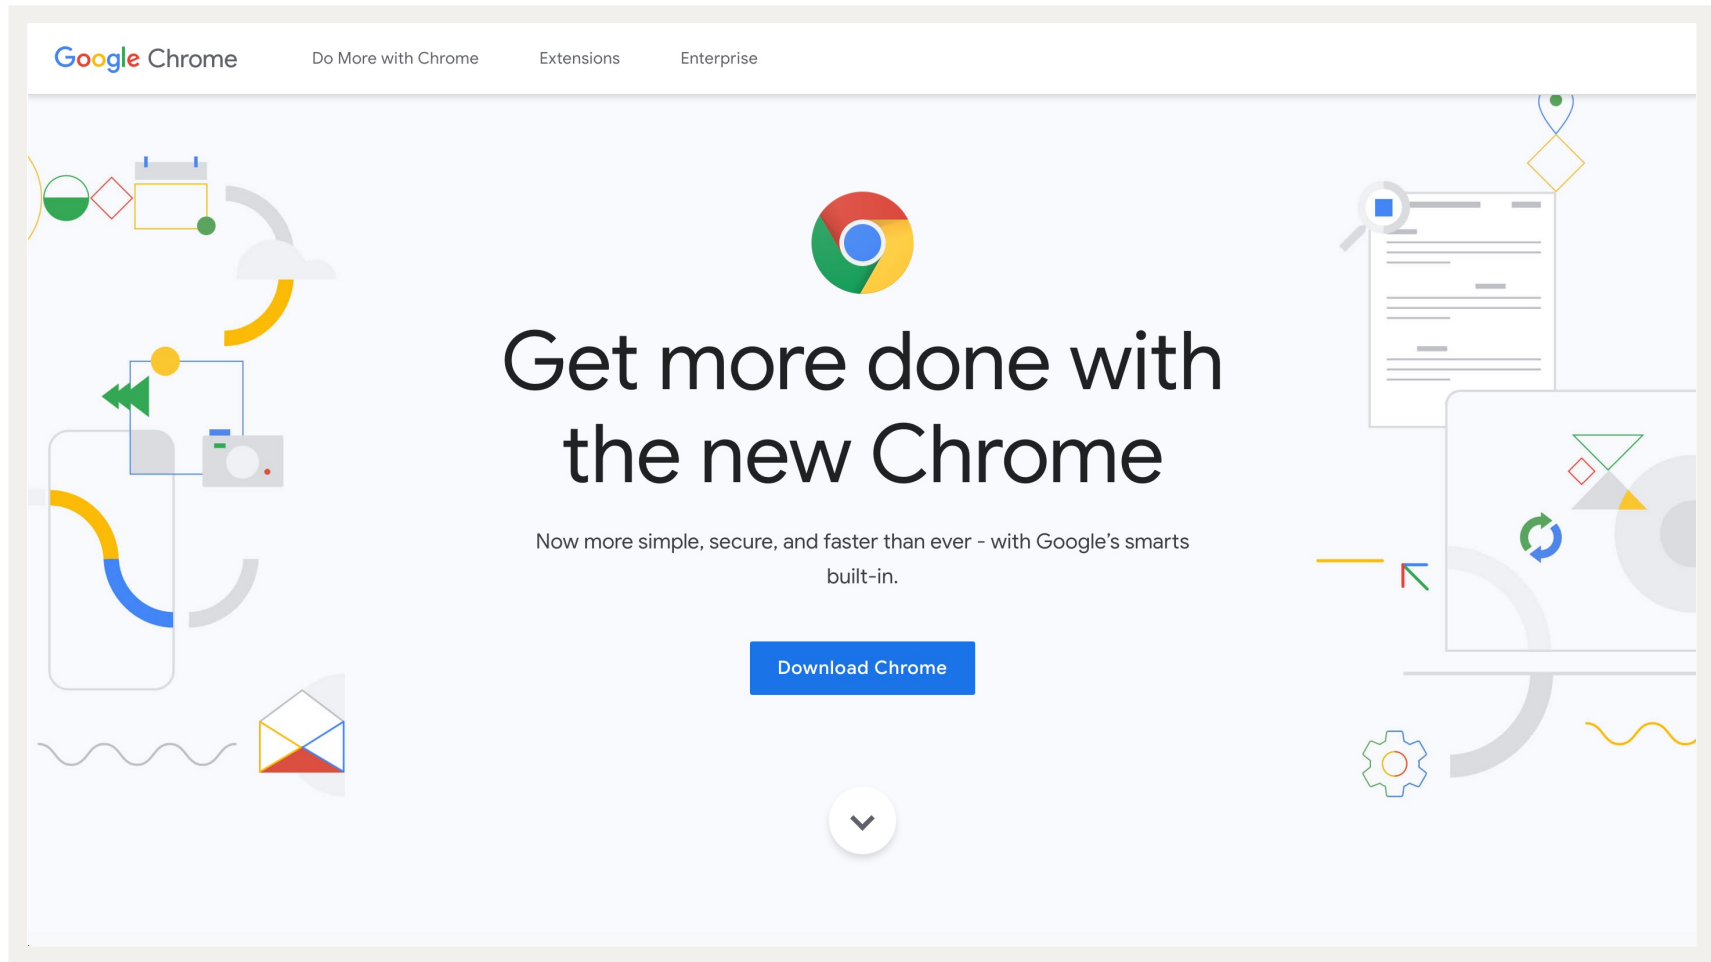 Google Chrome Do More with Chrome Extensions Enterprise
Get more done with
the new Chrome
Now more simple, secure, and faster than ever - with Google's smarts
built-in.
Download Chrome